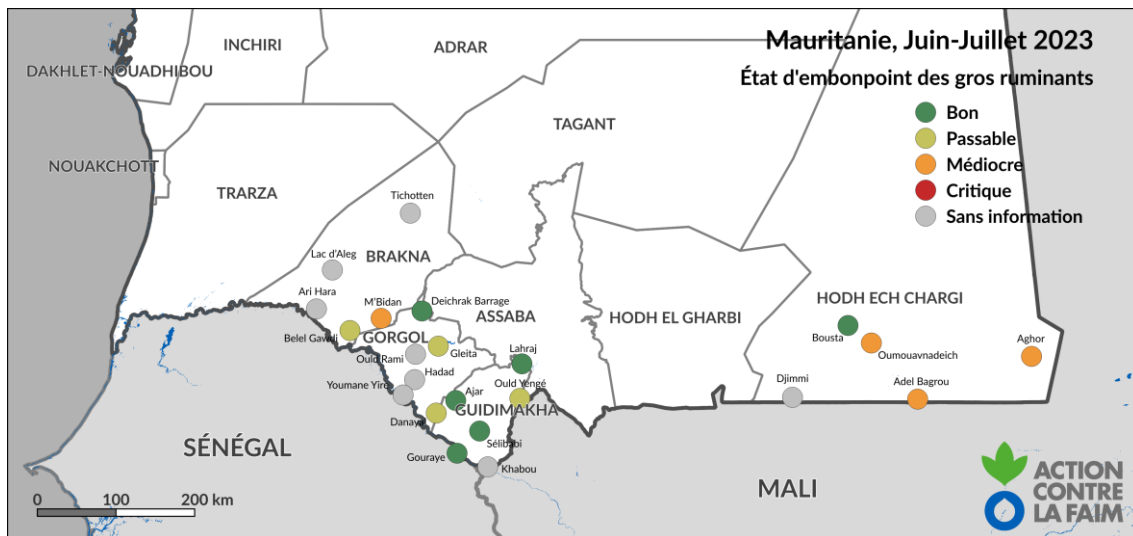 Mauritanie, Juin-Juillet 2023
État d'embonpoint des gros ruminants
Bon
Passable
Médiocre
Critique
Sans information
INCHIRI
ADRAR
DAKHLET-NOUADHIBOU
TAGANT
NOUAKCHOTT
TRARZA
Tichotten
Lac d'Aleg
BRAKNA
Ari Hara
M'Bidan
Deichrak Barrage
HODH ECH CHARGI
ASSABA
HODH EL GHARBI
Belel Gawdi
GORGOL
Bousta
Aghor
Ould Rami
Gleita
Lahraj
Oumouavnadeich
Hadad
Djimmi
Adel Bagrou
Youmane Yire
Ajar
Ould Yengé
GUIDIMAKHA
Danaya
Sélibabi
SÉNÉGAL
Gouraye
Khabou
MALI
0 100 200 km
ACTION
CONTRE
LA FAIM